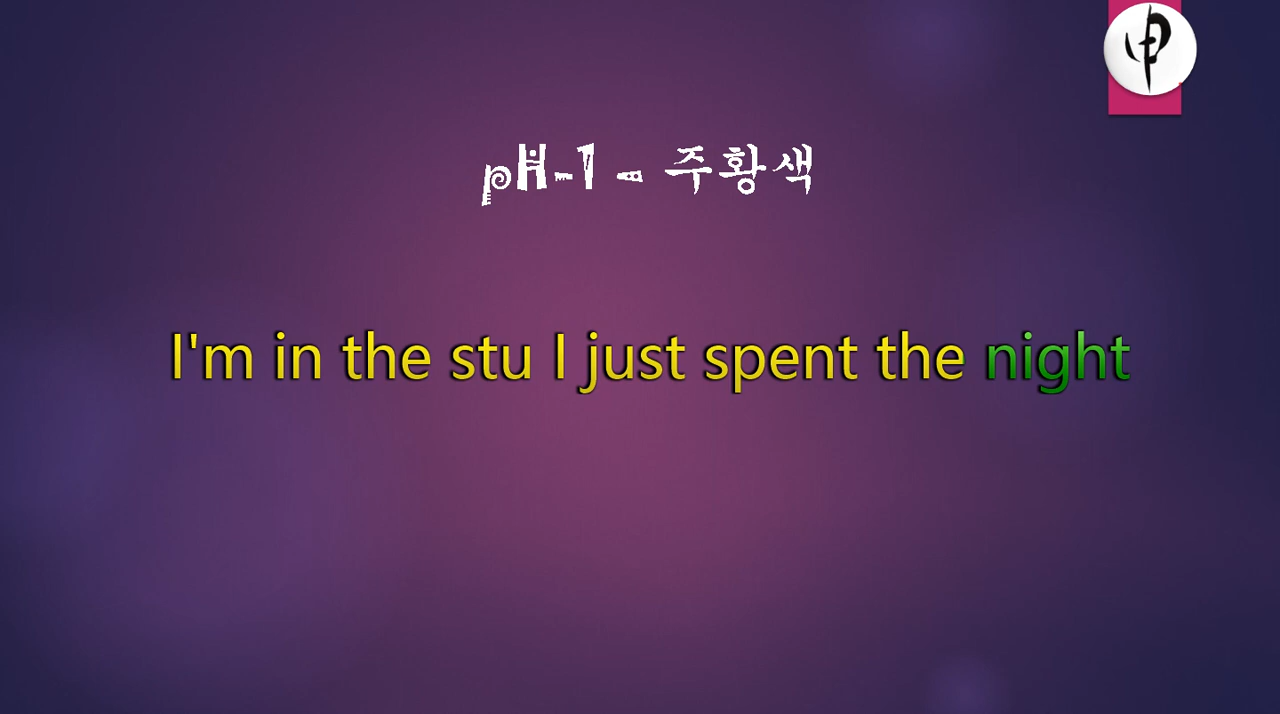 pH-1 - 주황색
I'm in the stu I just spent the night